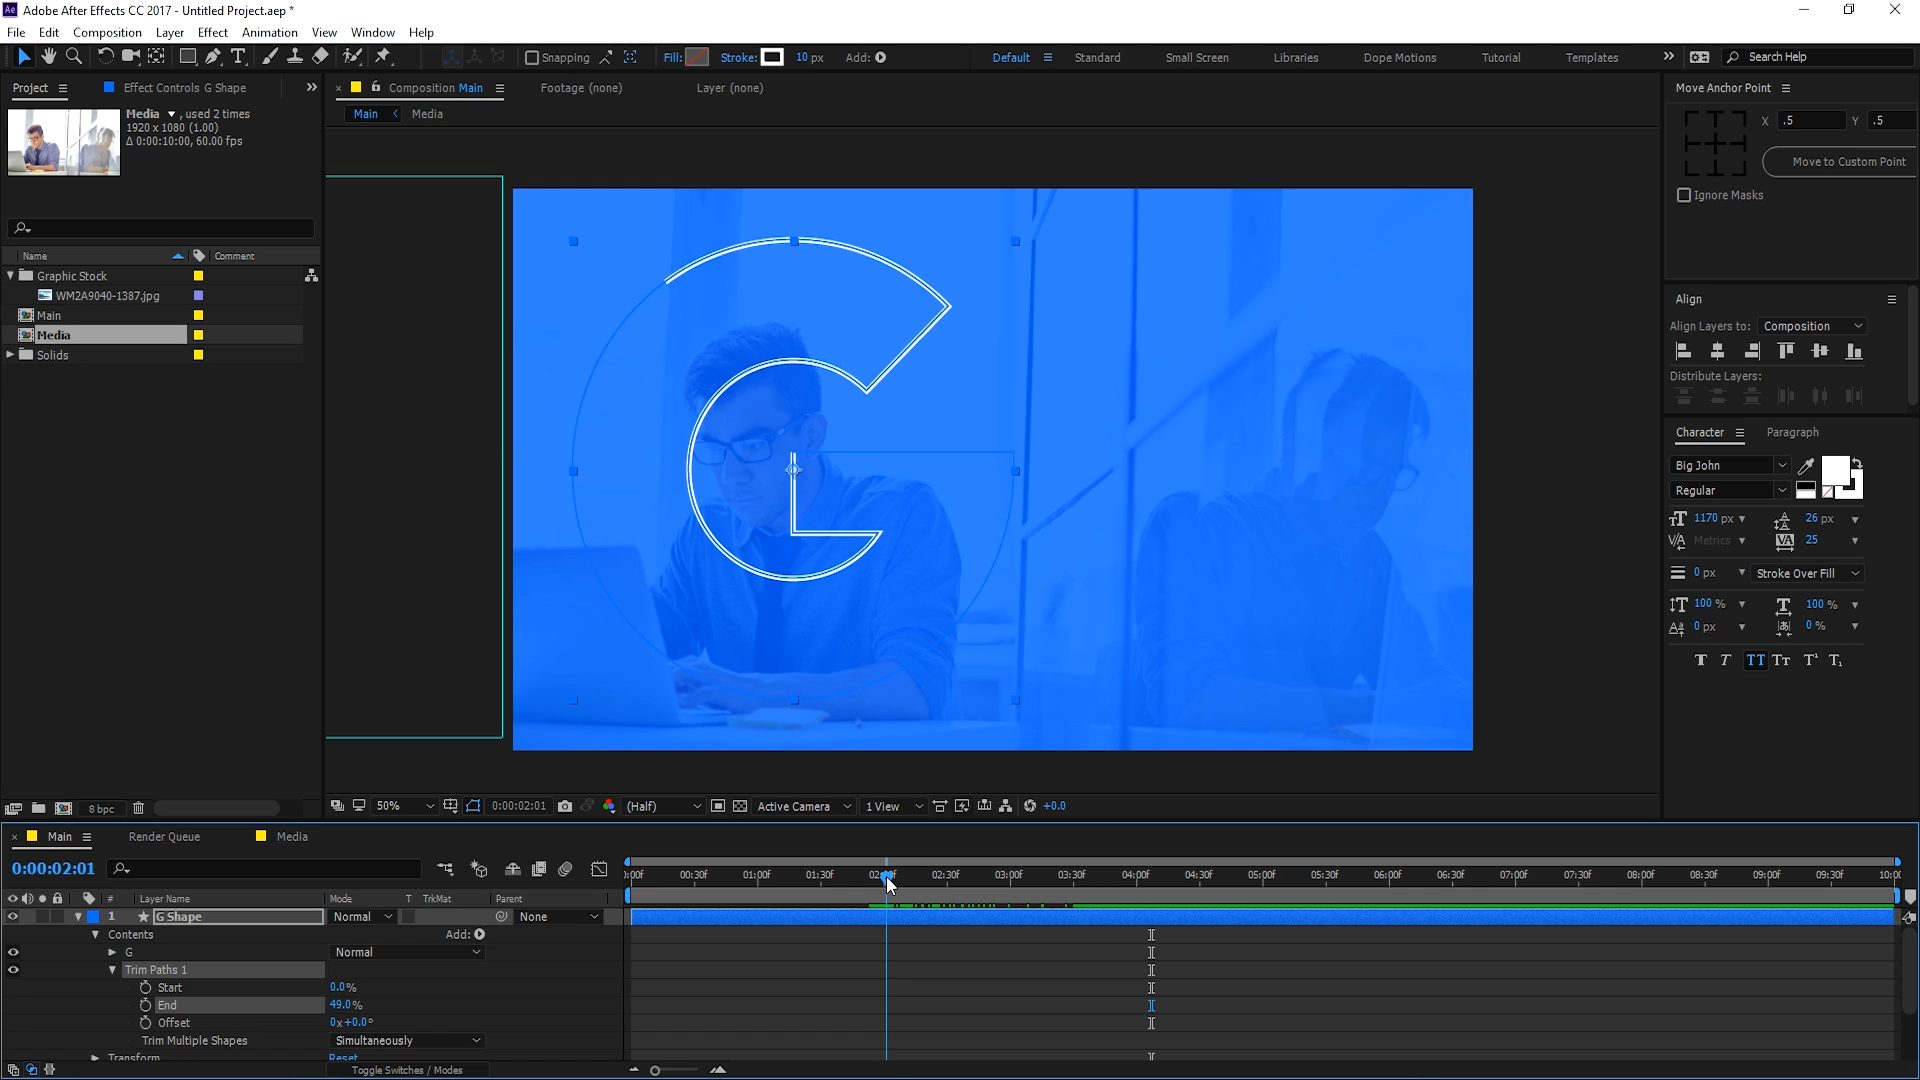 Adobe After Effects CC 2017 - Untitled Project.aep *
File Edit Composition Layer Effect Animation View Window Help
Snapping Fill: Stroke: 10 px Add: Default Standard Small Screen Libraries Dope Motions Tutorial Templates Search Help
Project Effect Controls G Shape Composition Main Footage (none) Layer (none) Move Anchor Point
Main Media
Media , used 2 times
1920 x 1080 (1.00)
Δ 0:00:10:00, 60.00 fps
X .5 Y .5
Move to Custom Point
Ignore Masks
Name Comment
Graphic Stock
WM2A9040-1387.jpg
Main
Media
Solids
Align
Align Layers to: Composition
Distribute Layers:
Character Paragraph
Big John
Regular
1170 px 26 px
Metrics 25
0 px Stroke Over Fill
100 % 100 %
0 px 0 %
T T TT Tt T¹ T₁
8 bpc 50% 0:00:02:01 (Half) Active Camera 1 View +0.0
Main Render Queue Media
0:00:02:01
):00F 00:30F 01:00F 01:30F 02:00F 02:30F 03:00F 03:30F 04:00F 04:30F 05:00F 05:30F 06:00F 06:30F 07:00F 07:30F 08:00F 08:30F 09:00F 09:30F 10:00
# Layer Name Mode T TrkMat Parent
1 G Shape Normal None
Contents Add:
G Normal
Trim Paths 1
Start 0.0%
End 49.0%
Offset 0x+0.0°
Trim Multiple Shapes Simultaneously
Transform Reset
Toggle Switches / Modes